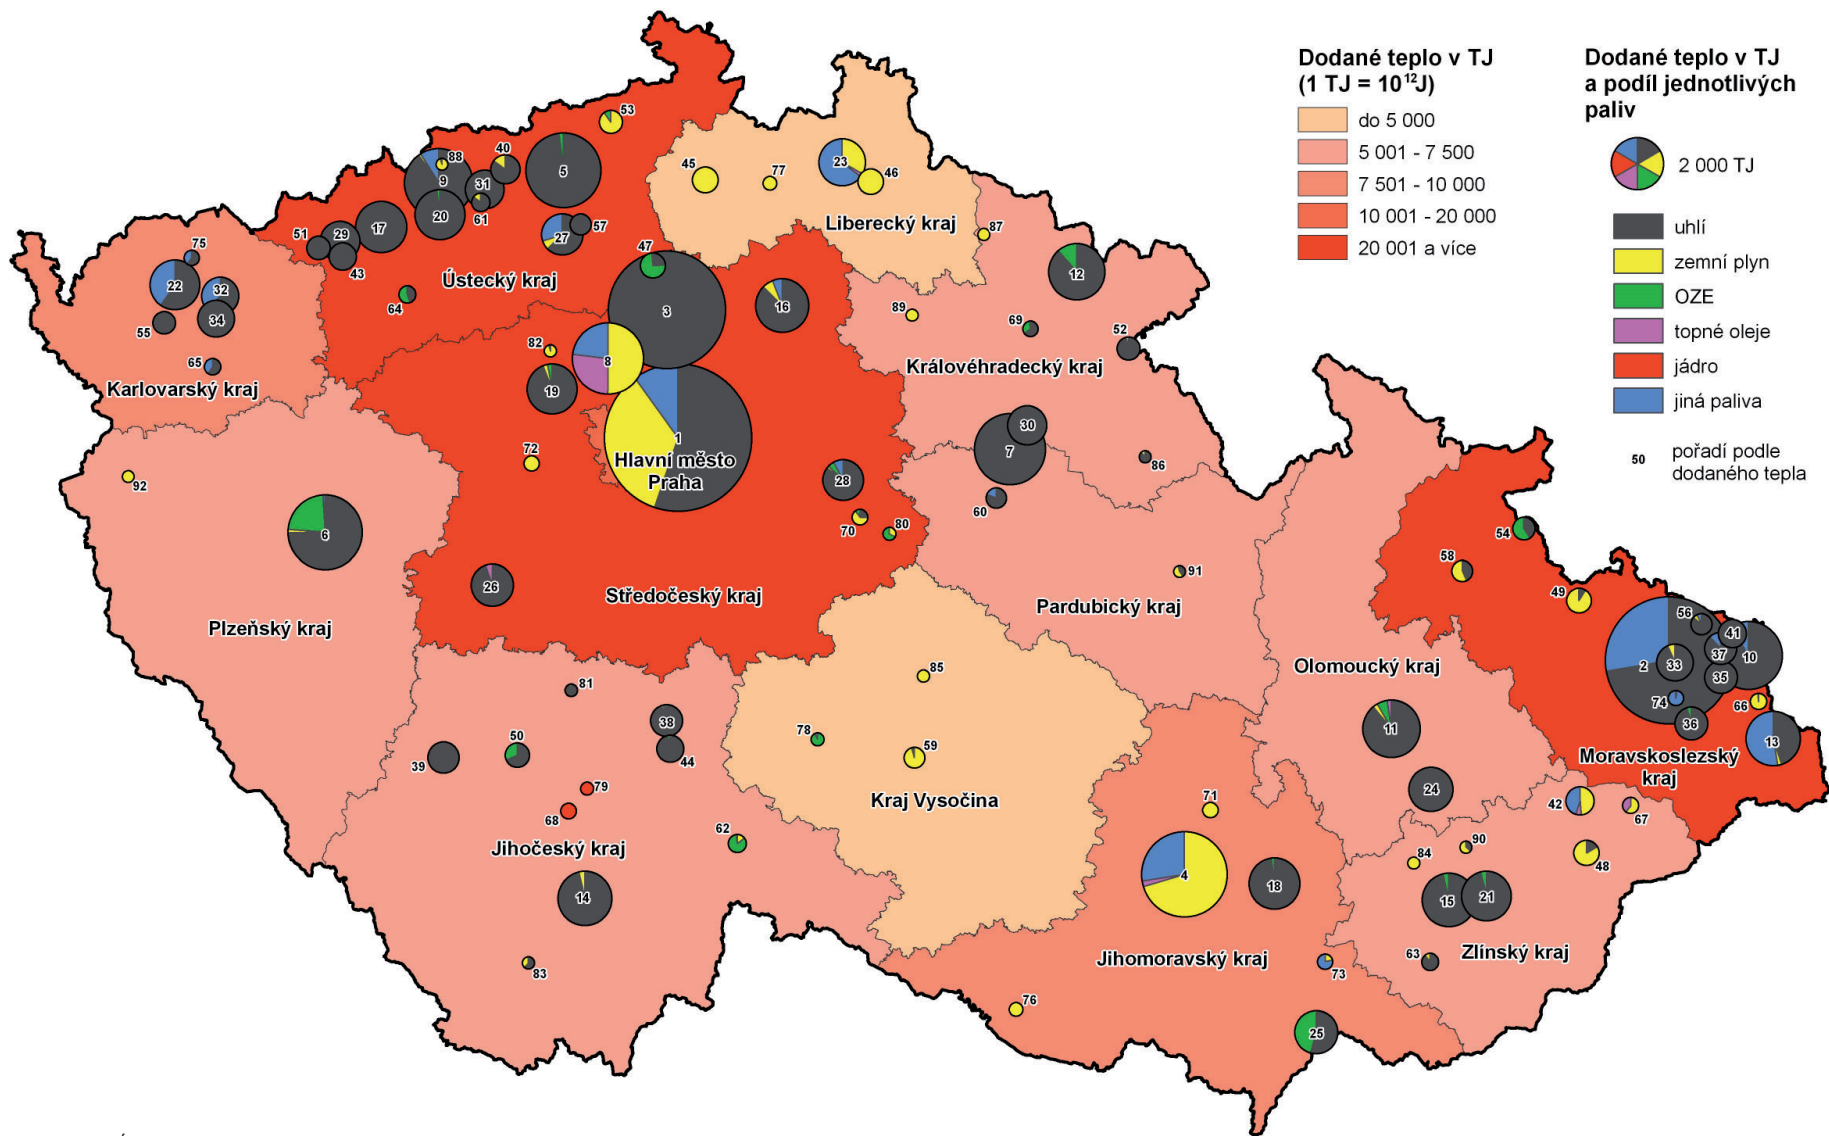 Dodané teplo v TJ
(1 TJ = 10¹²J)
do 5 000
5 001 - 7 500
7 501 - 10 000
10 001 - 20 000
20 001 a více
Dodané teplo v TJ
a podíl jednotlivých
paliv
2 000 TJ
uhlí
zemní plyn
OZE
topné oleje
jádro
jiná paliva
50 pořadí podle
dodaného tepla
53
88
40
5
9
31
20
61
17
51
29
43
27
57
Ústecký kraj
64
45
77
23
46
Liberecký kraj
75
22
32
34
55
65
Karlovarský kraj
47
3
16
82
8
19
1
Hlavní město
Praha
72
28
70
80
26
Středočeský kraj
87
12
89
69
52
Královéhradecký kraj
30
7
86
60
91
Pardubický kraj
92
6
Plzeňský kraj
81
38
44
39
50
79
68
62
Jihočeský kraj
14
83
85
78
59
Kraj Vysočina
71
4
18
Jihomoravský kraj
73
76
25
Olomoucký kraj
11
24
54
58
49
56
41
37
10
2
33
35
74
66
36
13
Moravskoslezský
kraj
42
67
90
84
48
15
21
63
Zlínský kraj